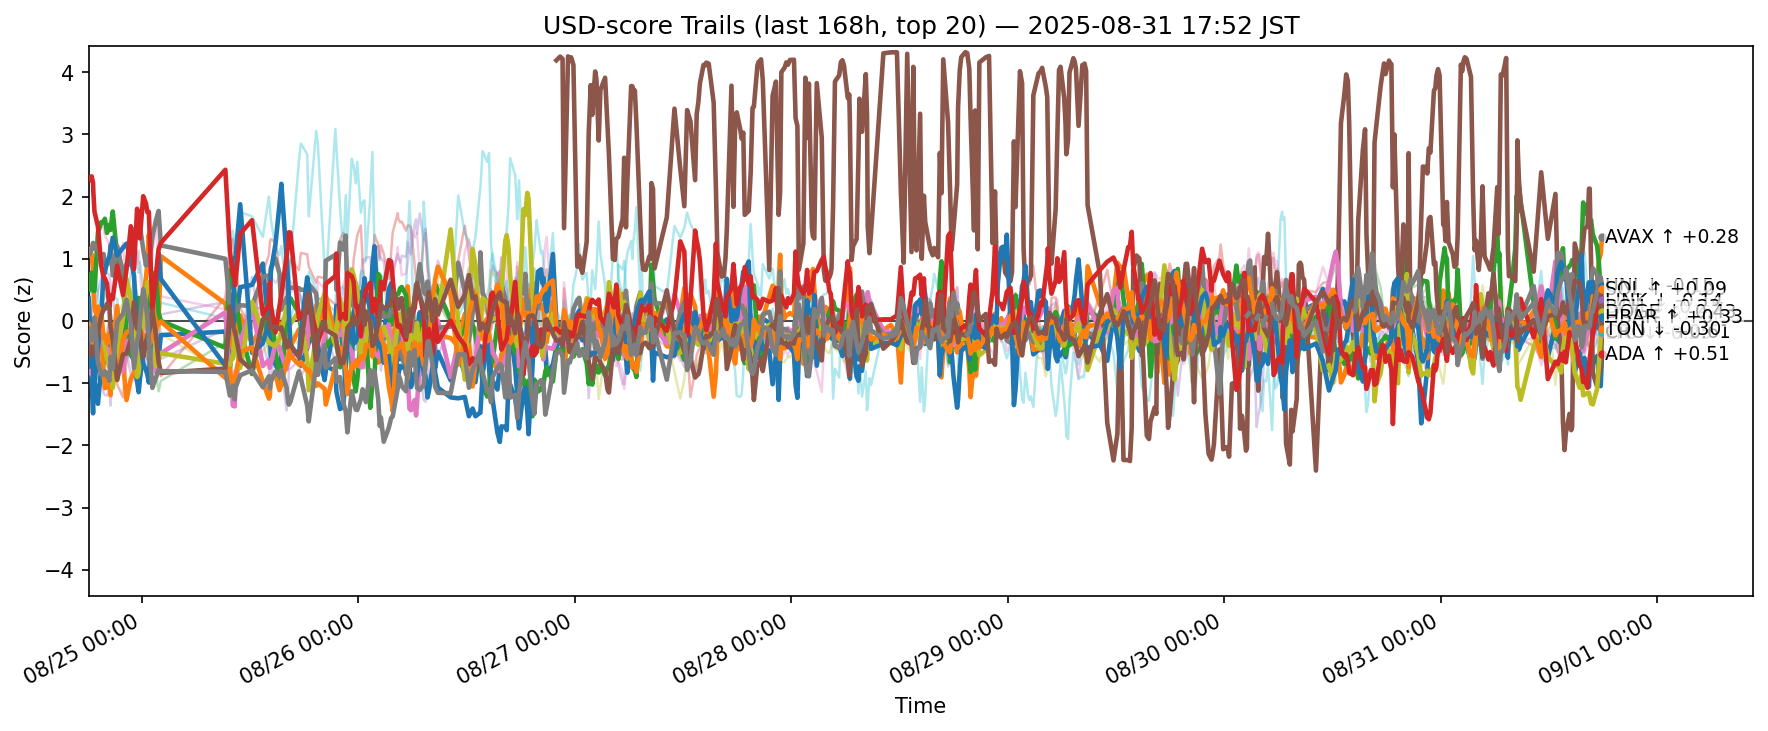 USD-score Trails (last 168h, top 20) — 2025-08-31 17:52 JST
Score (z)
4
3
2
1
0
−1
−2
−3
−4
AVAX ↑ +0.28
SOL ↑ +0.09
HBAR ↑ +0.33
TON ↓ -0.30
ADA ↑ +0.51
08/25 00:00
08/26 00:00
08/27 00:00
08/28 00:00
08/29 00:00
08/30 00:00
08/31 00:00
09/01 00:00
Time